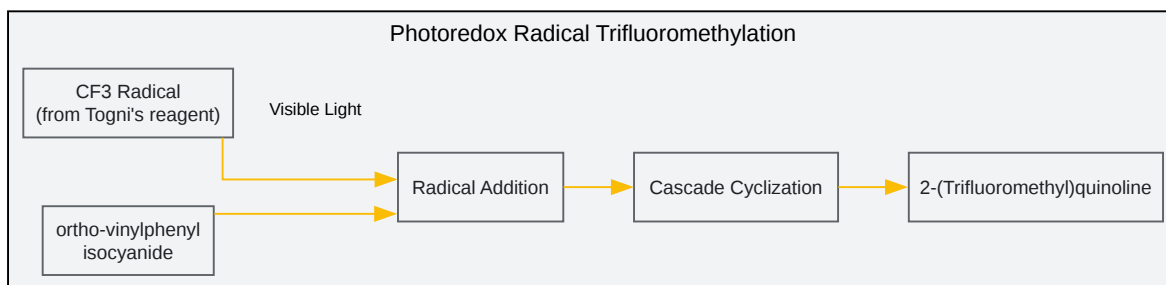 Photoredox Radical Trifluoromethylation
CF3 Radical
(from Togni's reagent)
Visible Light
Radical Addition
Cascade Cyclization
2-(Trifluoromethyl)quinoline
ortho-vinylphenyl
isocyanide